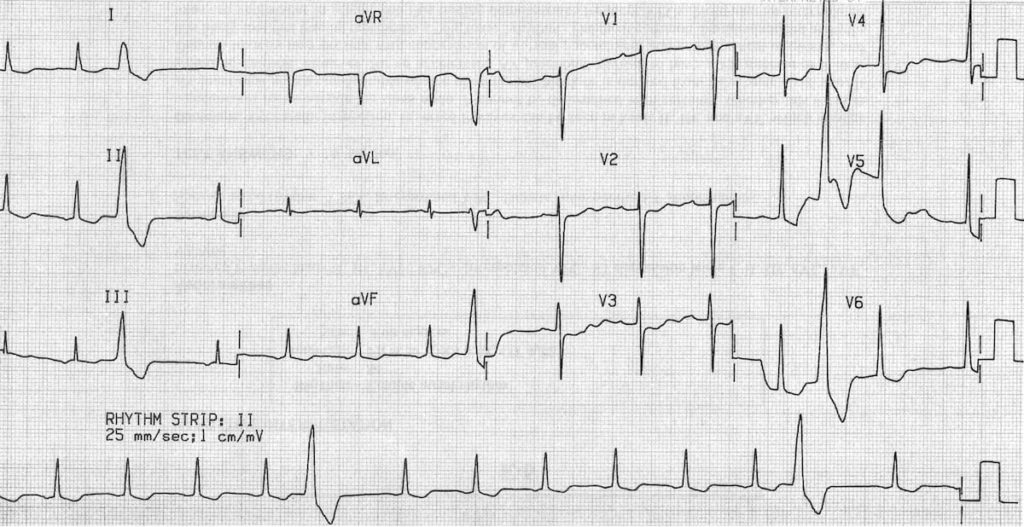 I aVR V1 V4
II aVL V2 V5
III aVF V3 V6
RHYTHM STRIP: II
25 mm/sec;1 cm/mV